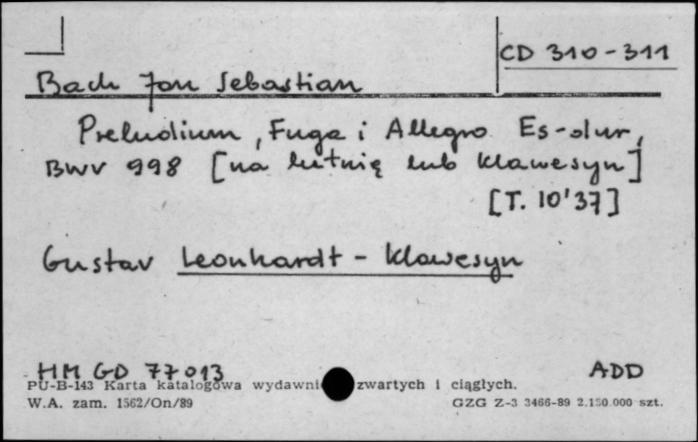 CD 310-311
Bach Jan Sebastian
Preludium, Fuga i Allegro Es-dur,
BWV 998 [na lutnię lub klawesyn]
[T. 10'37]
Gustav Leonhardt - klawesyn
HM GD 77013 ADD
PU-B-143 Karta katalogowa wydawni zwartych i ciągłych.
W.A. zam. 1562/On/89 GZG Z-3 3466-89 2.150.000 szt.